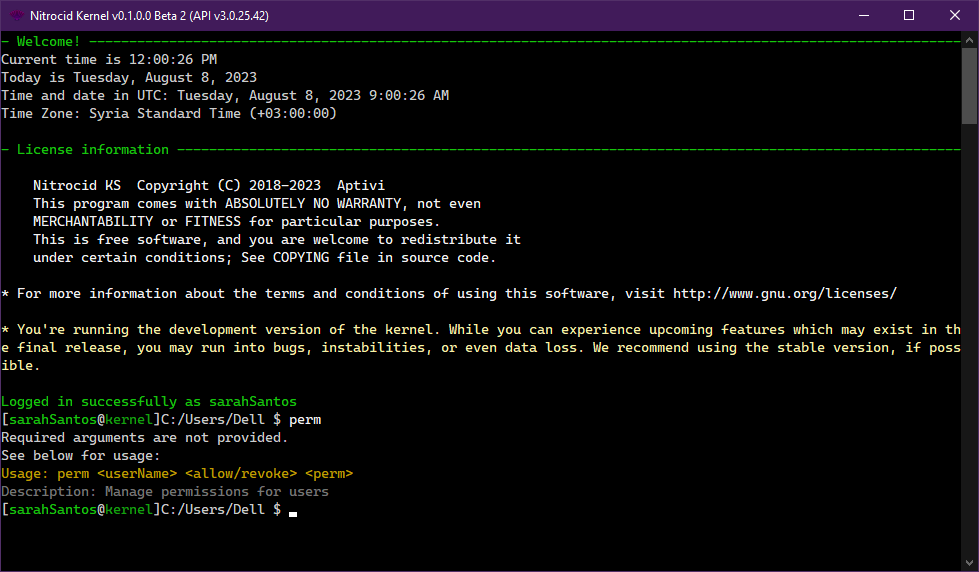 Nitrocid Kernel v0.1.0.0 Beta 2 (API v3.0.25.42)
- Welcome!
Current time is 12:00:26 PM
Today is Tuesday, August 8, 2023
Time and date in UTC: Tuesday, August 8, 2023 9:00:26 AM
Time Zone: Syria Standard Time (+03:00:00)
- License information
Nitrocid KS  Copyright (C) 2018-2023  Aptivi
This program comes with ABSOLUTELY NO WARRANTY, not even
MERCHANTABILITY or FITNESS for particular purposes.
This is free software, and you are welcome to redistribute it
under certain conditions; See COPYING file in source code.
* For more information about the terms and conditions of using this software, visit http://www.gnu.org/licenses/
* You're running the development version of the kernel. While you can experience upcoming features which may exist in th
e final release, you may run into bugs, instabilities, or even data loss. We recommend using the stable version, if poss
ible.
Logged in successfully as sarahSantos
[sarahSantos@kernel]C:/Users/Dell $ perm
Required arguments are not provided.
See below for usage:
Usage: perm <userName> <allow/revoke> <perm>
Description: Manage permissions for users
[sarahSantos@kernel]C:/Users/Dell $